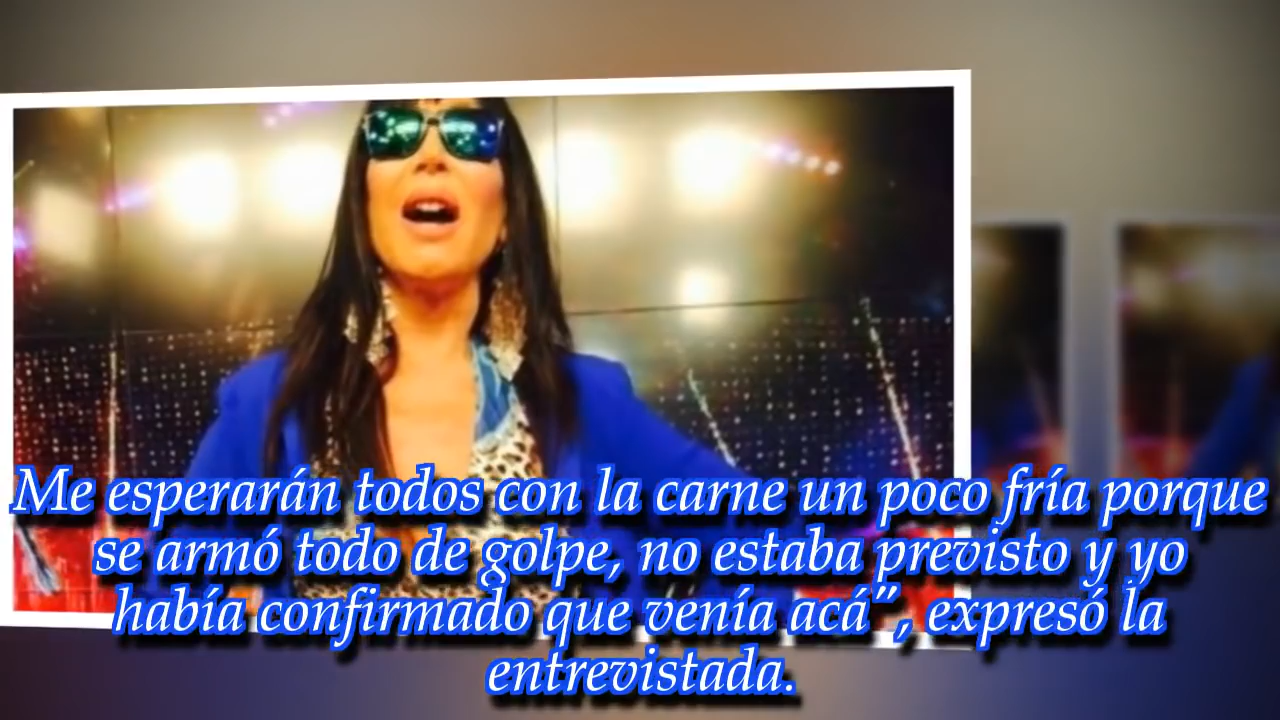 Me esperarán todos con la carne un poco fría porque
se armó todo de golpe, no estaba previsto y yo
había confirmado que venía acá”, expresó la
entrevistada.